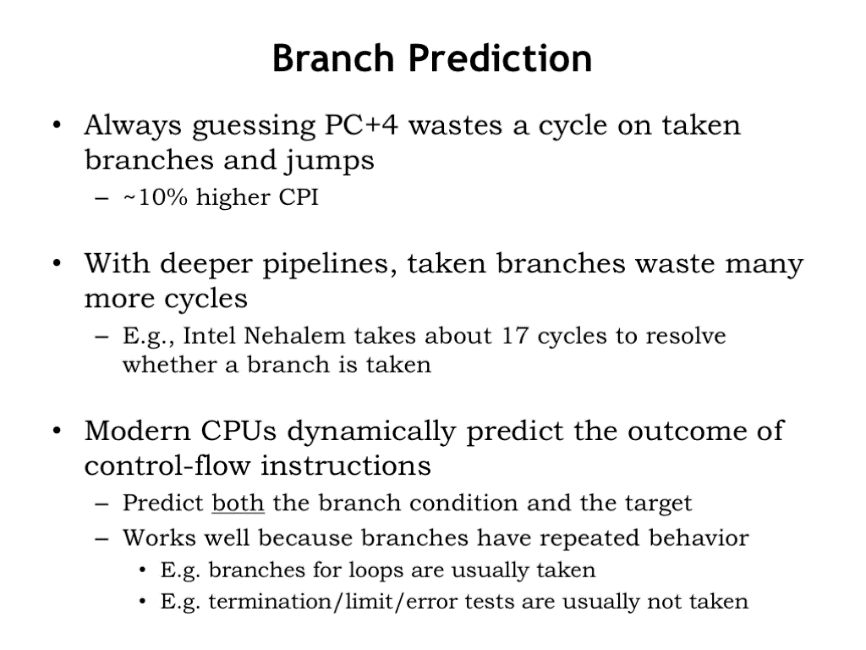 Branch Prediction
• Always guessing PC+4 wastes a cycle on taken
branches and jumps
– ~10% higher CPI
• With deeper pipelines, taken branches waste many
more cycles
– E.g., Intel Nehalem takes about 17 cycles to resolve
whether a branch is taken
• Modern CPUs dynamically predict the outcome of
control-flow instructions
– Predict both the branch condition and the target
– Works well because branches have repeated behavior
• E.g. branches for loops are usually taken
• E.g. termination/limit/error tests are usually not taken